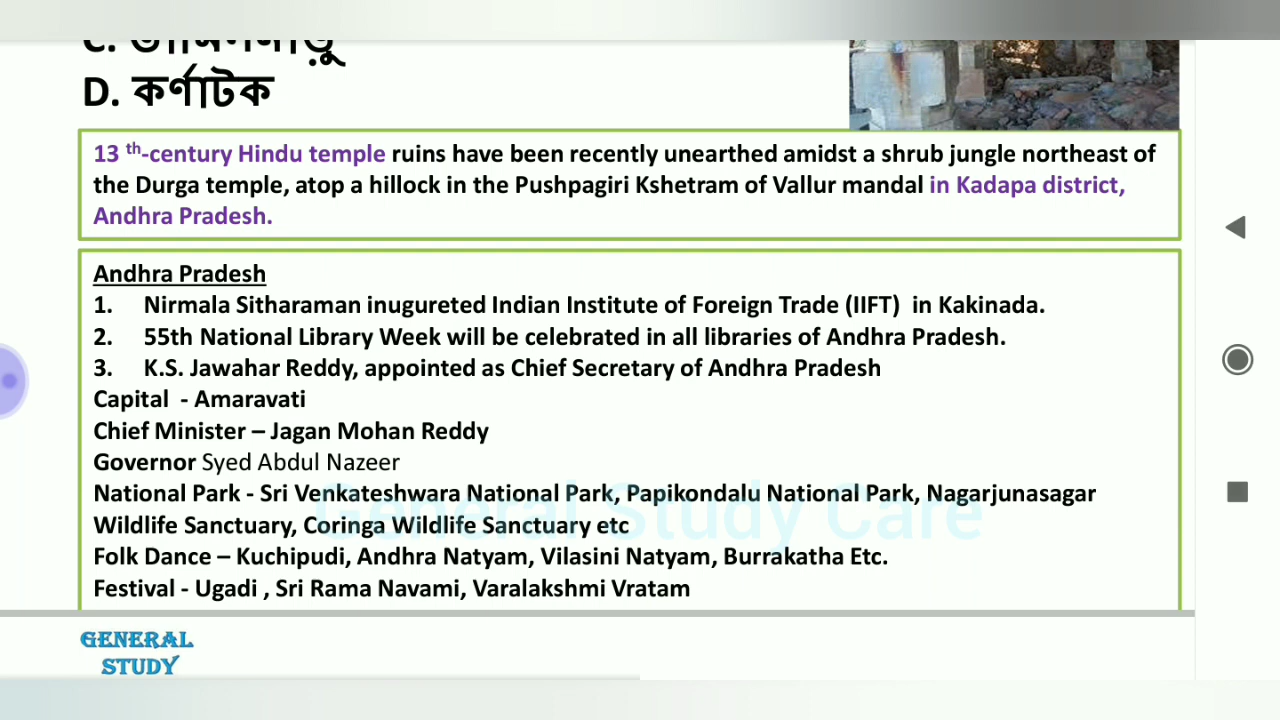 C. তামিলনাড়ু
D. কর্ণাটক
13 th-century Hindu temple ruins have been recently unearthed amidst a shrub jungle northeast of
the Durga temple, atop a hillock in the Pushpagiri Kshetram of Vallur mandal in Kadapa district,
Andhra Pradesh.
Andhra Pradesh
1. Nirmala Sitharaman inugureted Indian Institute of Foreign Trade (IIFT) in Kakinada.
2. 55th National Library Week will be celebrated in all libraries of Andhra Pradesh.
3. K.S. Jawahar Reddy, appointed as Chief Secretary of Andhra Pradesh
Capital - Amaravati
Chief Minister – Jagan Mohan Reddy
Governor Syed Abdul Nazeer
National Park - Sri Venkateshwara National Park, Papikondalu National Park, Nagarjunasagar
Wildlife Sanctuary, Coringa Wildlife Sanctuary etc
General Study Care
Folk Dance – Kuchipudi, Andhra Natyam, Vilasini Natyam, Burrakatha Etc.
Festival - Ugadi , Sri Rama Navami, Varalakshmi Vratam
GENERAL
STUDY